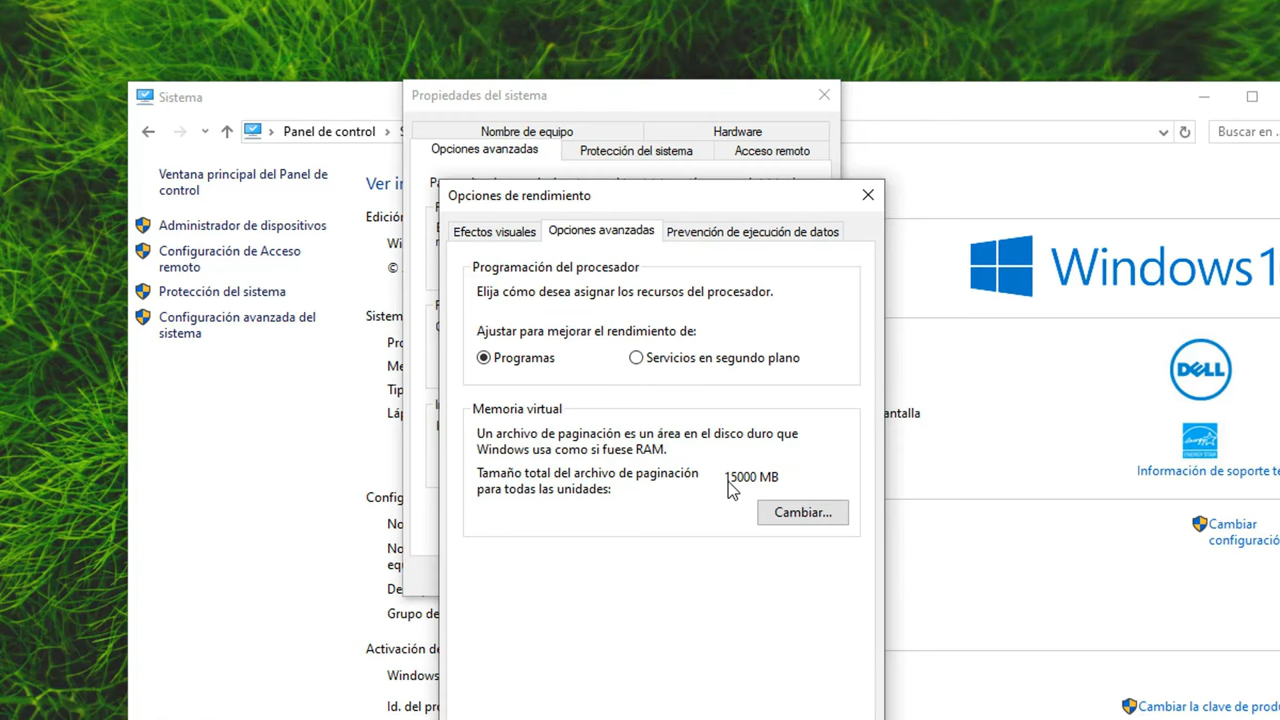 Sistema
Panel de control
Buscar en ...
Ventana principal del Panel de
control
Administrador de dispositivos
Configuración de Acceso
remoto
Protección del sistema
Configuración avanzada del
sistema
Ver
Edición
©
Windows 1
DELL
ENERGY STAR
antalla
Información de soporte
Cambiar
Activación
Windows
Id. del
Grupo de
Cambiar la clave de
Propiedades del sistema
Nombre de equipo
Hardware
Opciones avanzadas
Protección del sistema
Acceso remoto
Opciones de rendimiento
Efectos visuales
Opciones avanzadas
Prevención de ejecución de datos
Programación del procesador
Elija cómo desea asignar los recursos del procesador.
Ajustar para mejorar el rendimiento de:
Programas
Servicios en segundo plano
Memoria virtual
Un archivo de paginación es un área en el disco duro que
Windows usa como si fuese RAM.
Tamaño total del archivo de paginación
para todas las unidades:
15000 MB
Cambiar...